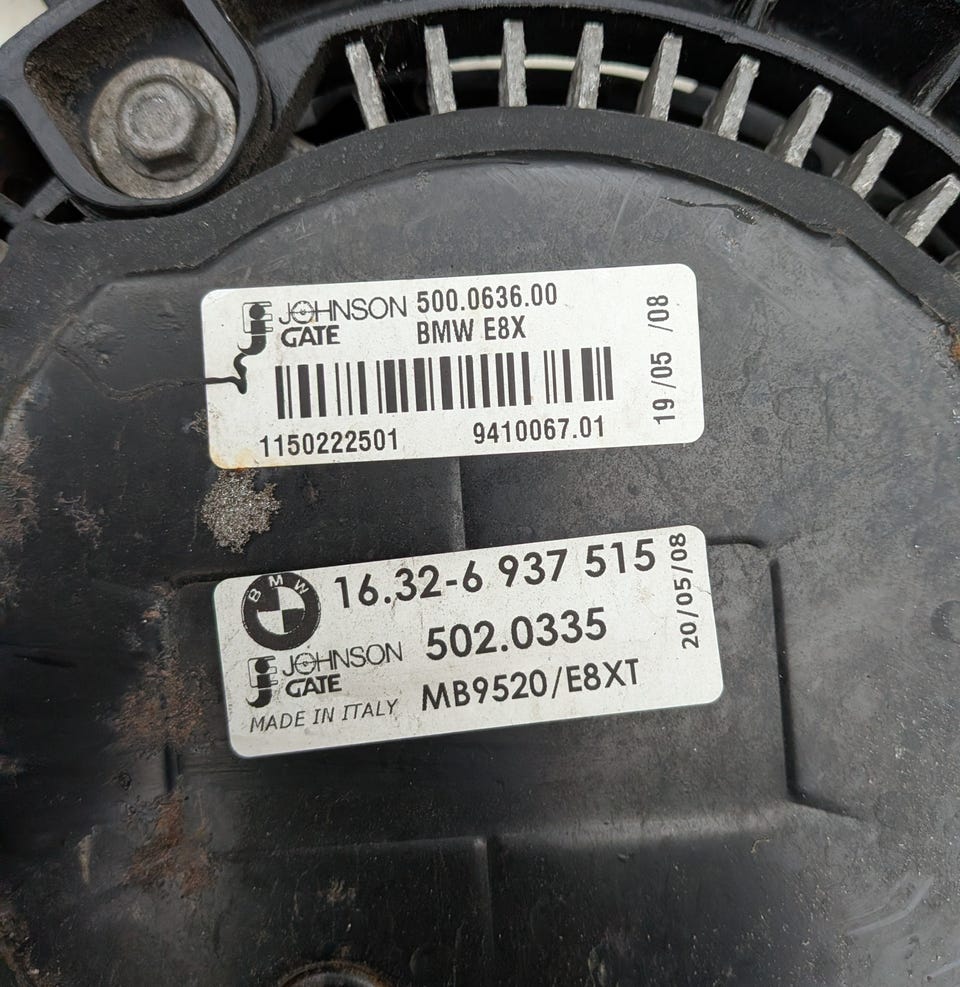 JOHNSON 500.0636.00
GATE BMW E8X
1150222501 9410067.01
19/05 /08
BMW 16.32-6 937 515
JOHNSON 502.0335
GATE MB9520/E8XT
MADE IN ITALY
20/05/08